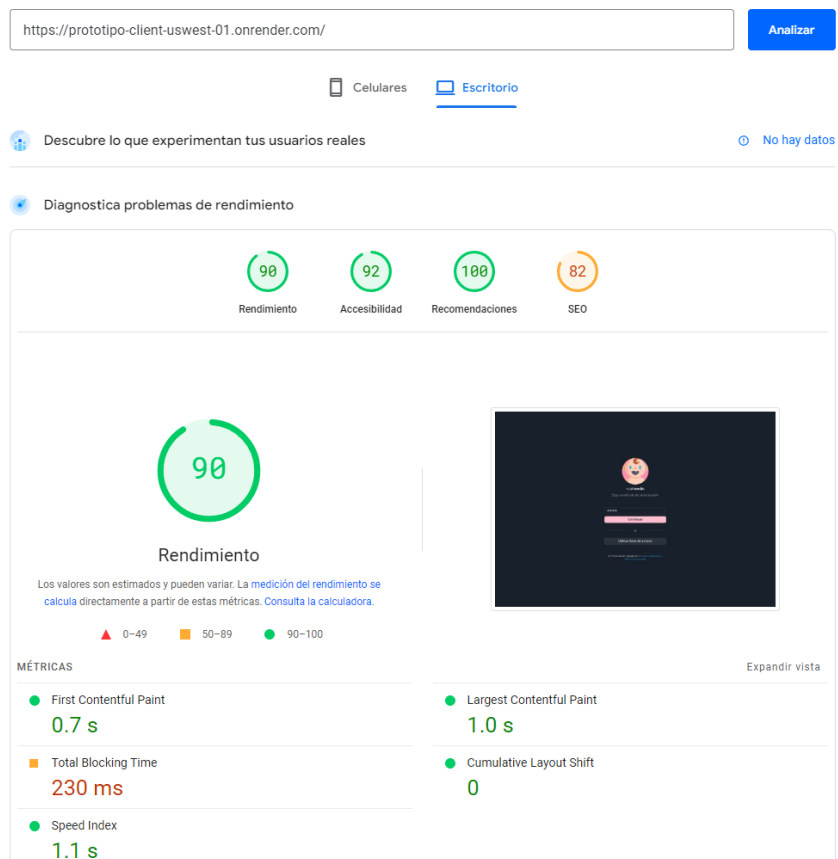 https://prototipo-client-uswest-01.onrender.com/
Analizar
Celulares
Escritorio
Descubre lo que experimentan tus usuarios reales
No hay datos
Diagnostica problemas de rendimiento
90
92
100
82
Rendimiento
Accesibilidad
Recomendaciones
SEO
90
Rendimiento
Los valores son estimados y pueden variar. La medición del rendimiento se
calcula directamente a partir de estas métricas. Consulta la calculadora.
0–49
50–89
90–100
Continuar
MÉTRICAS
Expandir vista
First Contentful Paint
0.7 s
Largest Contentful Paint
1.0 s
Total Blocking Time
230 ms
Cumulative Layout Shift
0
Speed Index
1.1 s